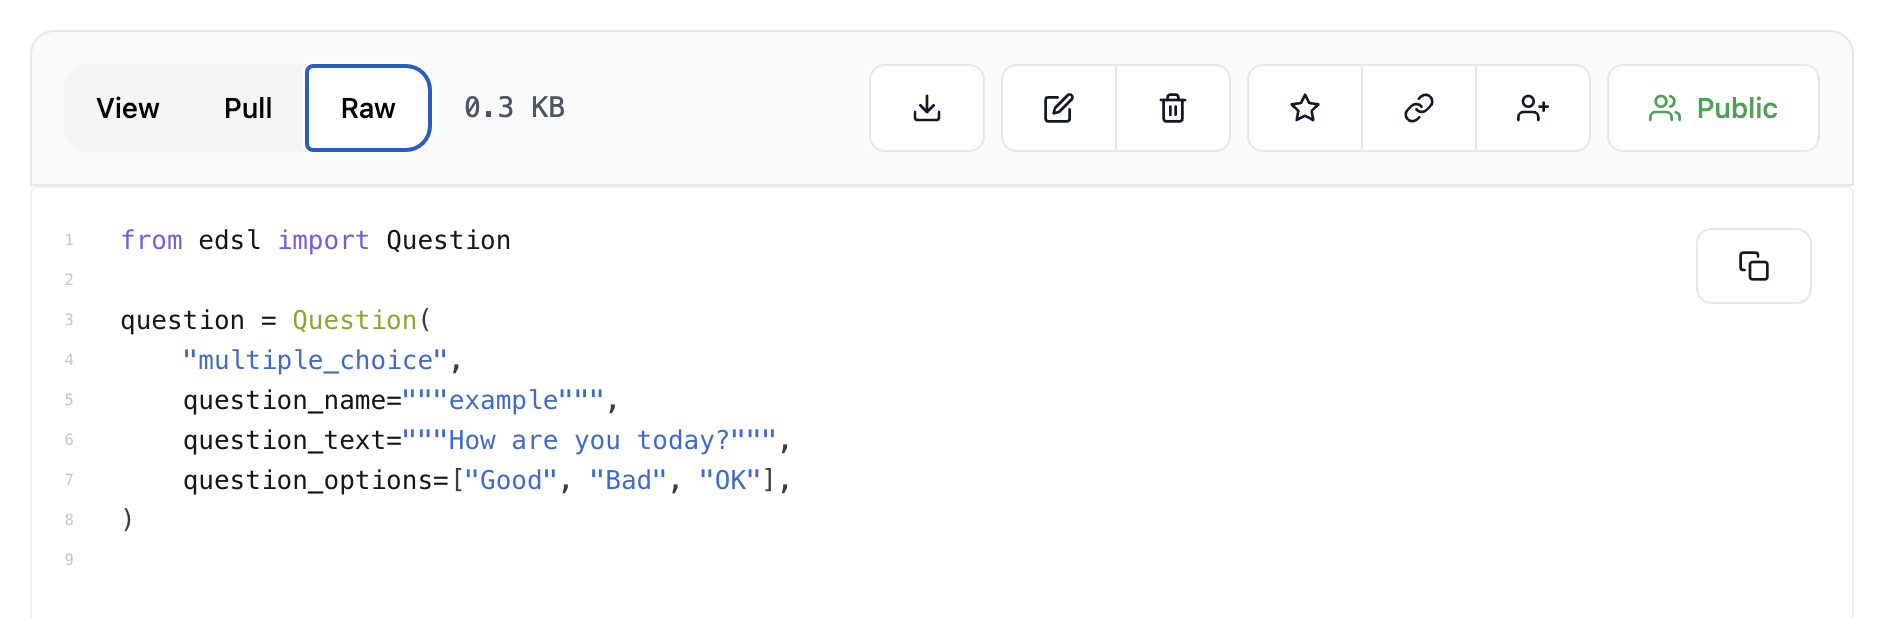 View Pull Raw 0.3 KB Public
1 from edsl import Question
2
3 question = Question(
4     "multiple_choice",
5     question_name="""example""",
6     question_text="""How are you today?""",
7     question_options=["Good", "Bad", "OK"],
8 )
9